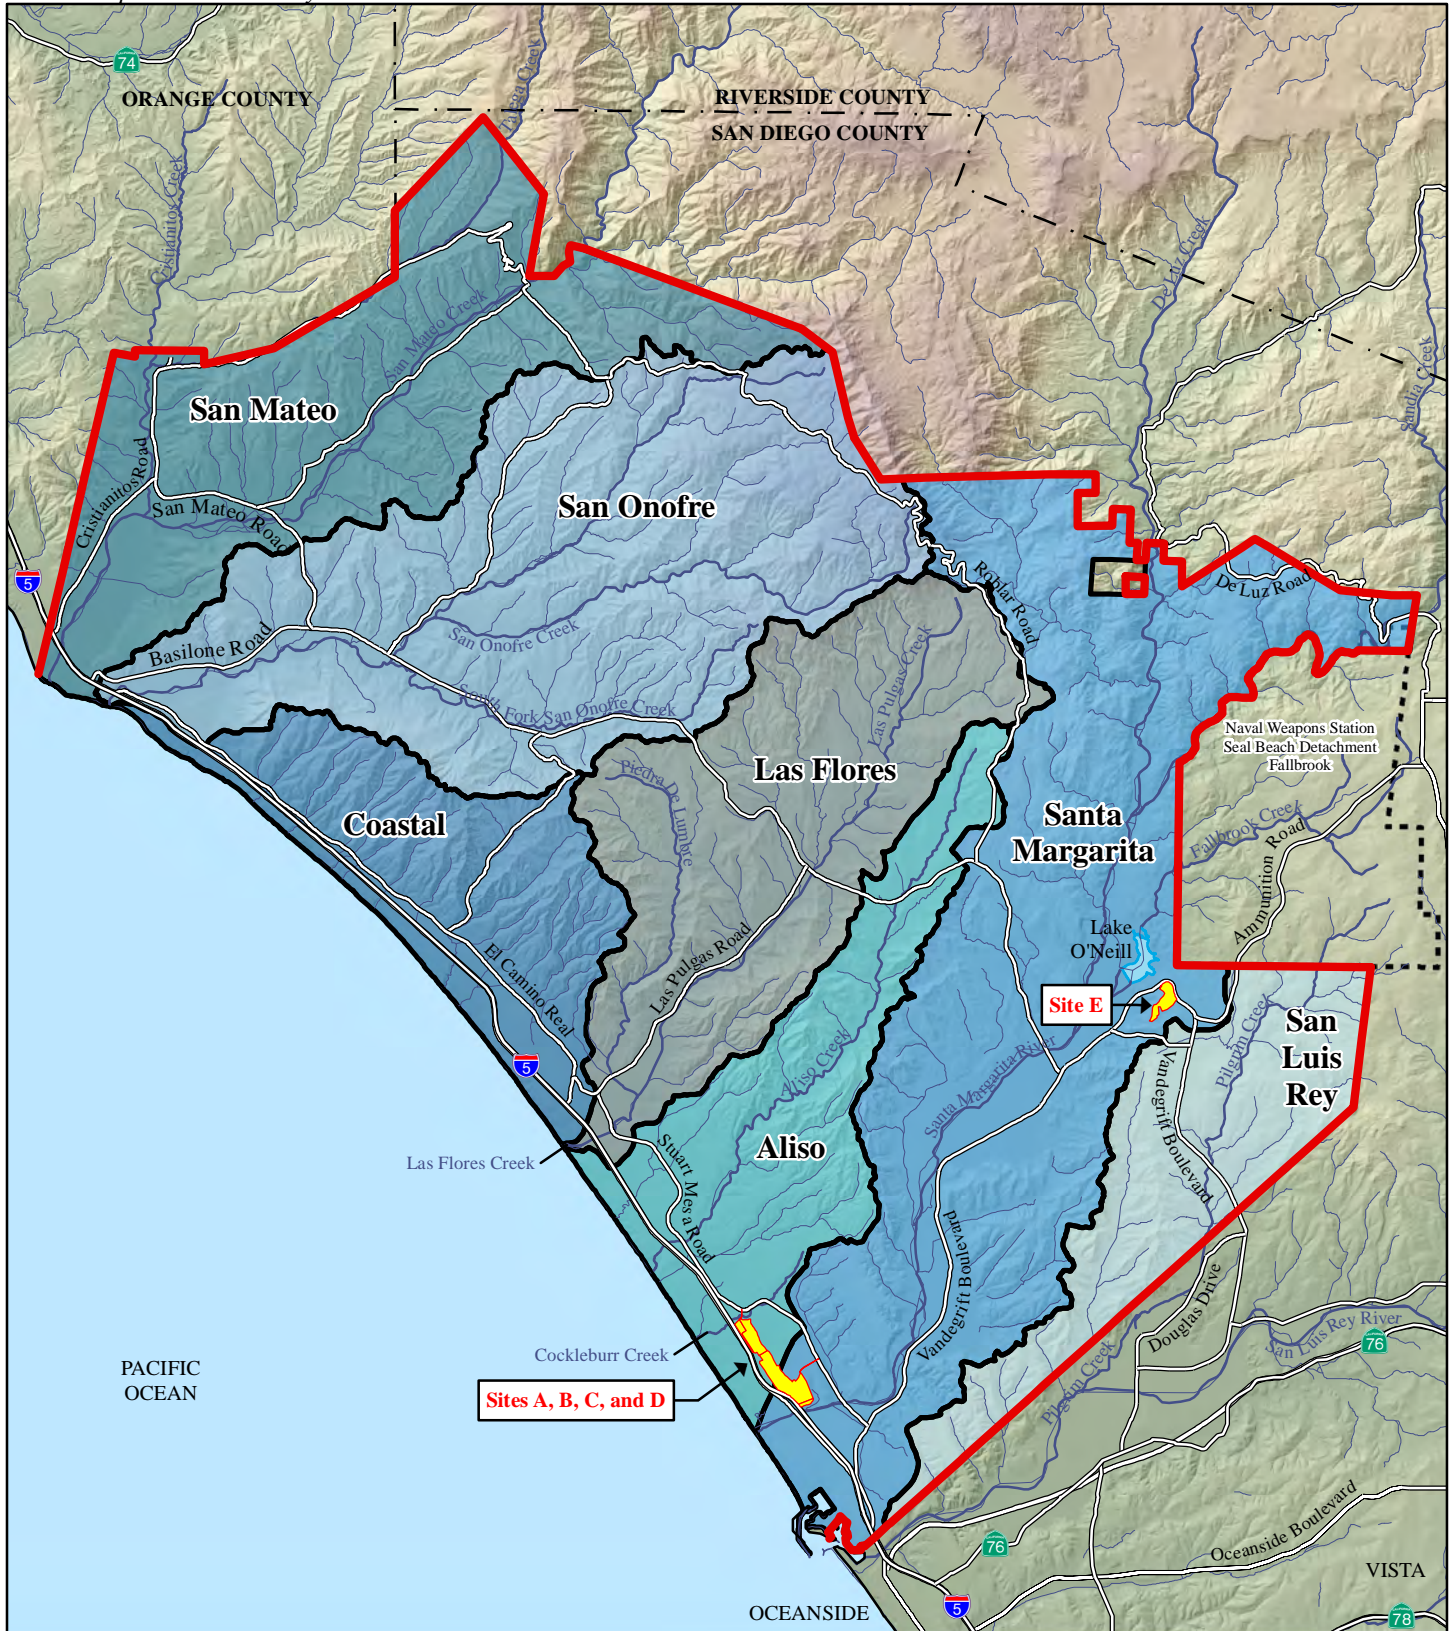 74
ORANGE COUNTY
RIVERSIDE COUNTY
SAN DIEGO COUNTY
Talega Creek
Cristianitos Creek
De Luz Creek
Sandia Creek
San Mateo Creek
San Mateo
Cristianitos Road
San Mateo Road
San Onofre
5
Roblar Road
De Luz Road
Basilone Road
San Onofre Creek
Las Pulgas Creek
South Fork San Onofre Creek
Naval Weapons Station
Seal Beach Detachment
Fallbrook
Piedra De Lumbre
Las Flores
Coastal
Santa
Margarita
Fallbrook Creek
Ammunition Road
Lake
O'Neill
El Camino Real
Las Pulgas Road
Site E
San
Luis
Rey
Pilgrim Creek
5
Aliso Creek
Santa Margarita River
Vandegrift Boulevard
Stuart Mesa Road
Aliso
Las Flores Creek
Vandegrift Boulevard
Douglas Drive
San Luis Rey River
76
Cockleburr Creek
PACIFIC
OCEAN
Sites A, B, C, and D
Pilgrim Creek
76
Oceanside Boulevard
VISTA
5
OCEANSIDE
78